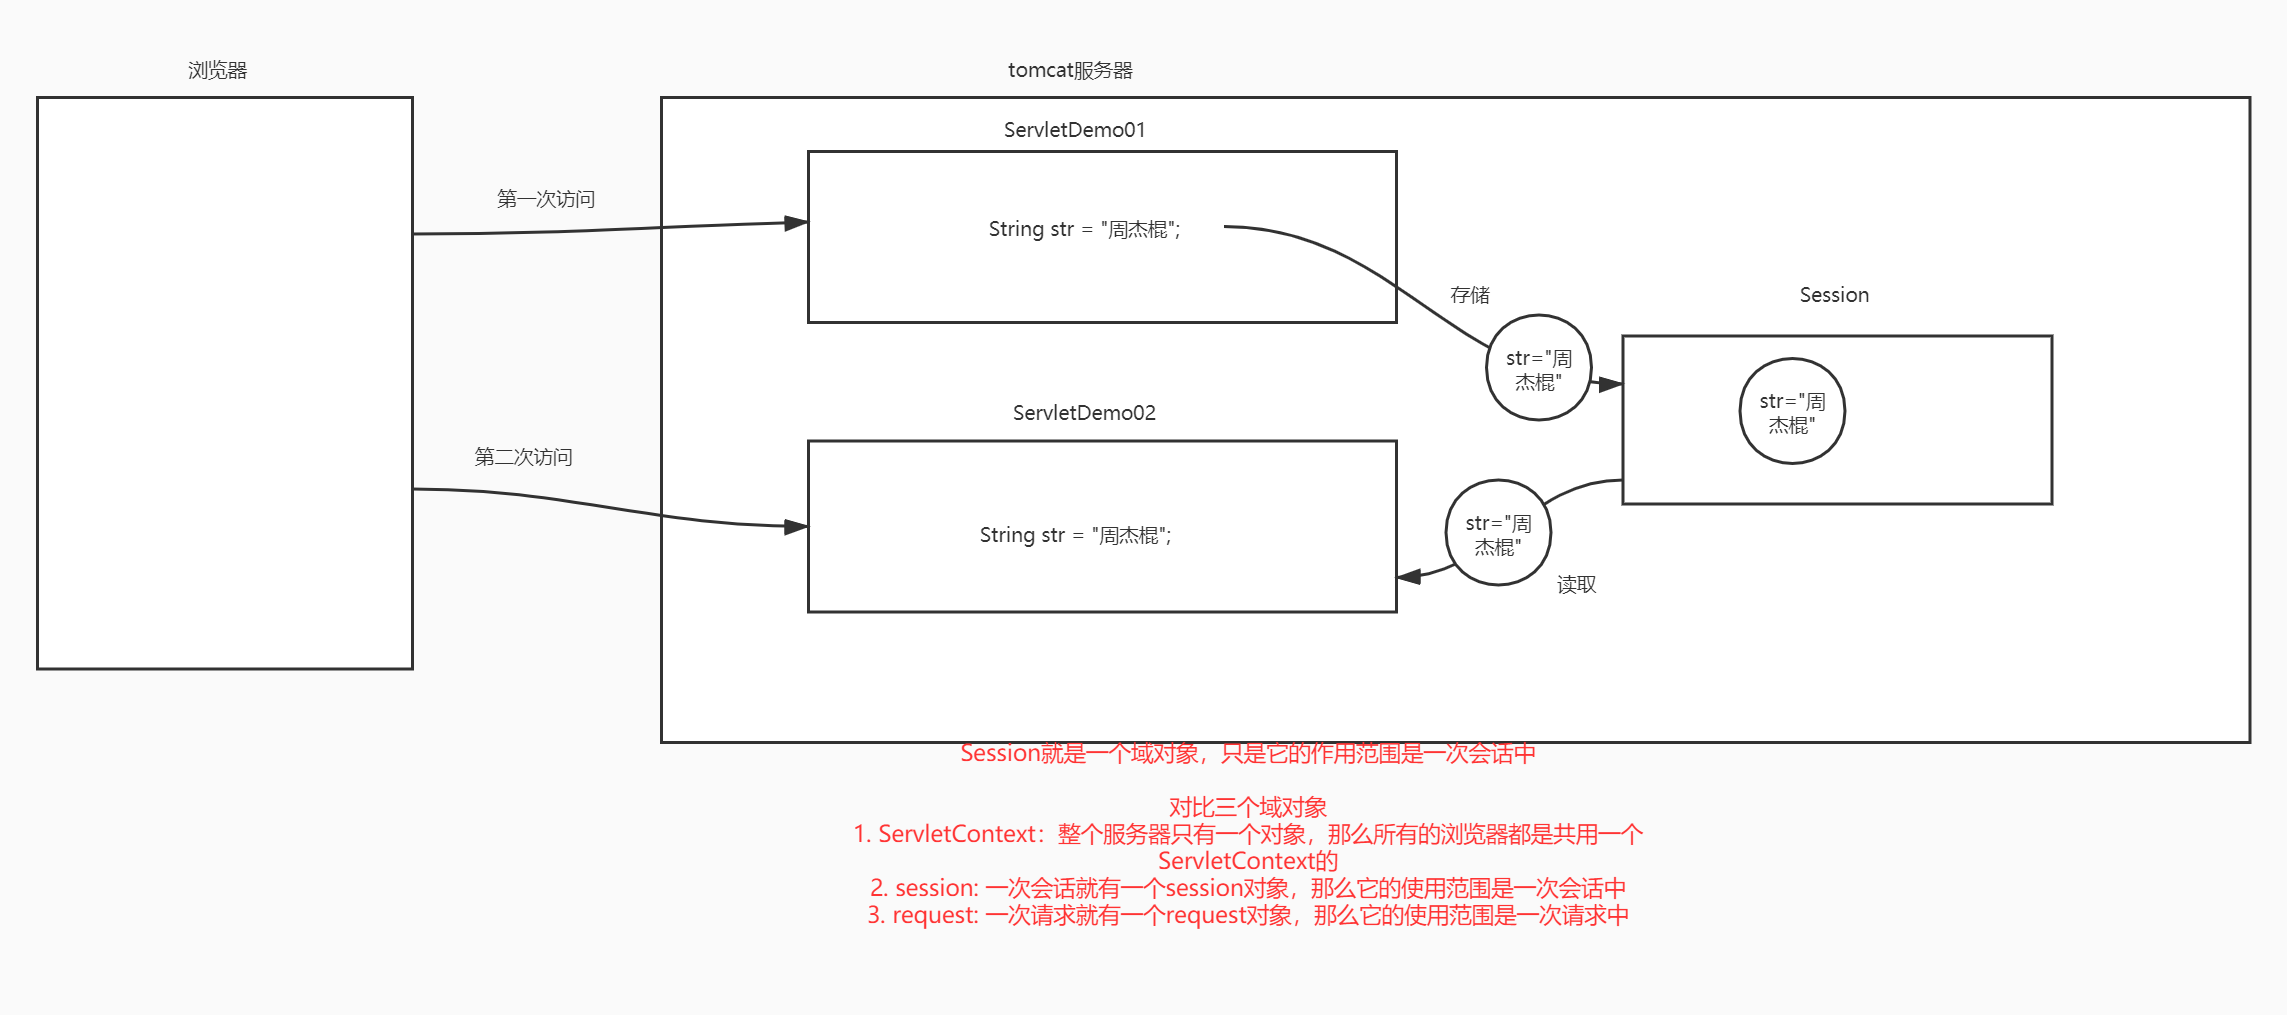 浏览器
tomcat服务器
ServletDemo01
第一次访问
String str = "周杰棍";
存储
Session
str="周
杰棍"
str="周
杰棍"
ServletDemo02
第二次访问
String str = "周杰棍";
str="周
杰棍"
读取
Session就是一个域对象，只是它的作用范围是一次会话中
对比三个域对象
1. ServletContext：整个服务器只有一个对象，那么所有的浏览器都是共用一个
ServletContext的
2. session: 一次会话就有一个session对象，那么它的使用范围是一次会话中
3. request: 一次请求就有一个request对象，那么它的使用范围是一次请求中